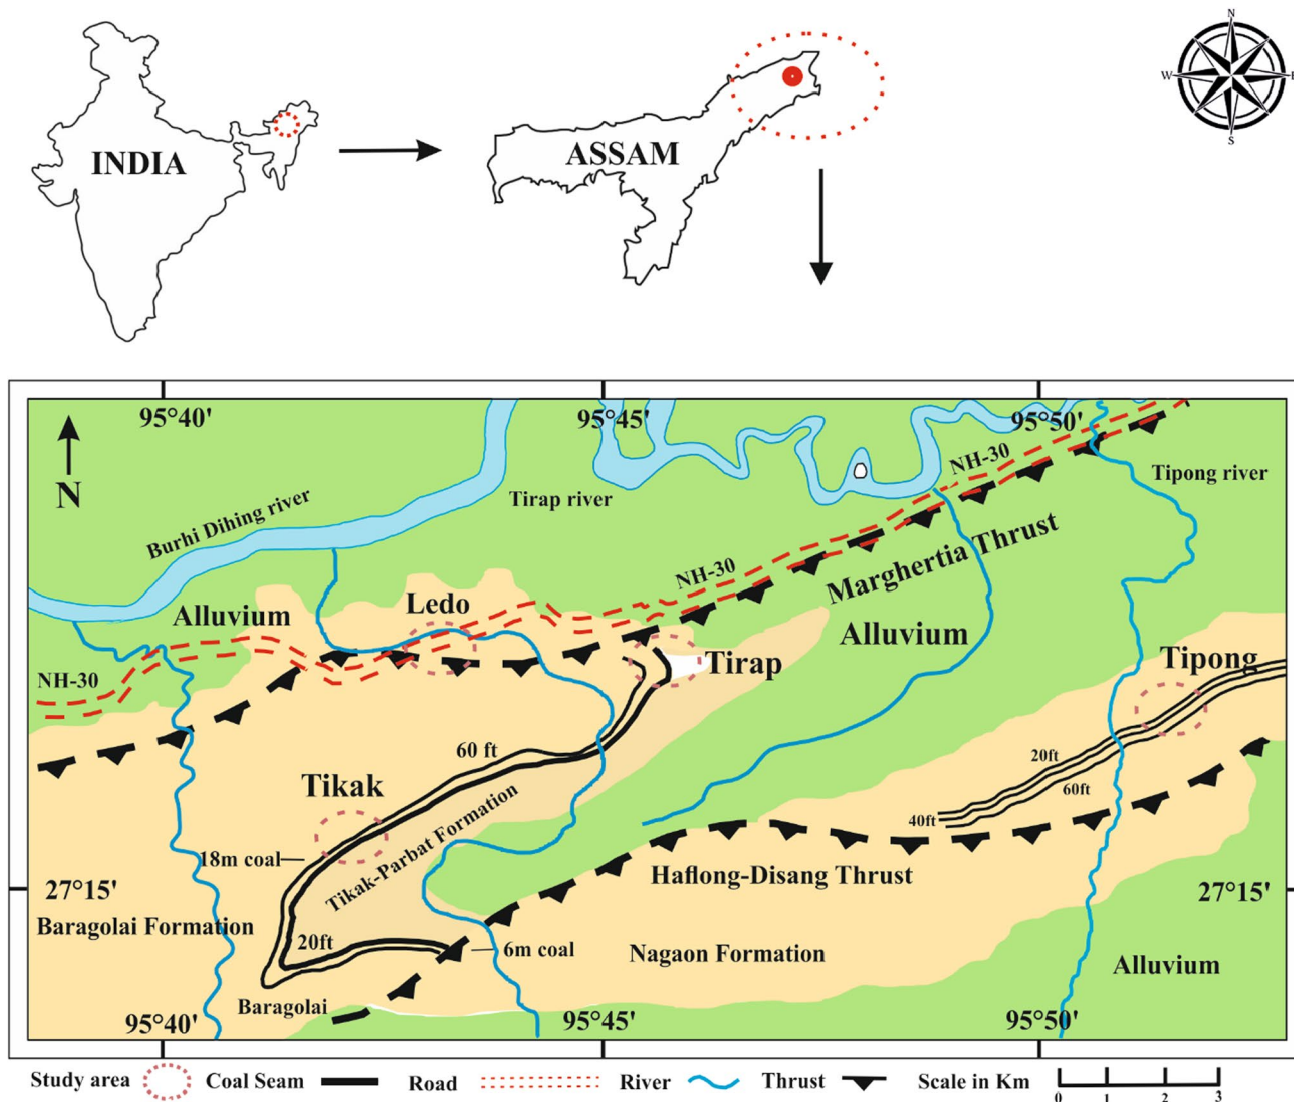 N
W
E
S
INDIA
ASSAM
95°40'
95°45'
95°50'
N
NH-30
Tipong river
Tirap river
Burhi Dihing river
NH-30
Marghertia Thrust
Ledo
Alluvium
Alluvium
Tirap
Tipong
NH-30
60 ft
20ft
60ft
40ft
Tikak
Tikak-Parbat Formation
18m coal
Haflong-Disang Thrust
27°15'
27°15'
Baragolai Formation
20ft
6m coal
Nagaon Formation
Alluvium
Baragolai
95°40'
95°45'
95°50'
Study area Coal Seam Road River Thrust Scale in Km
0 1 2 3